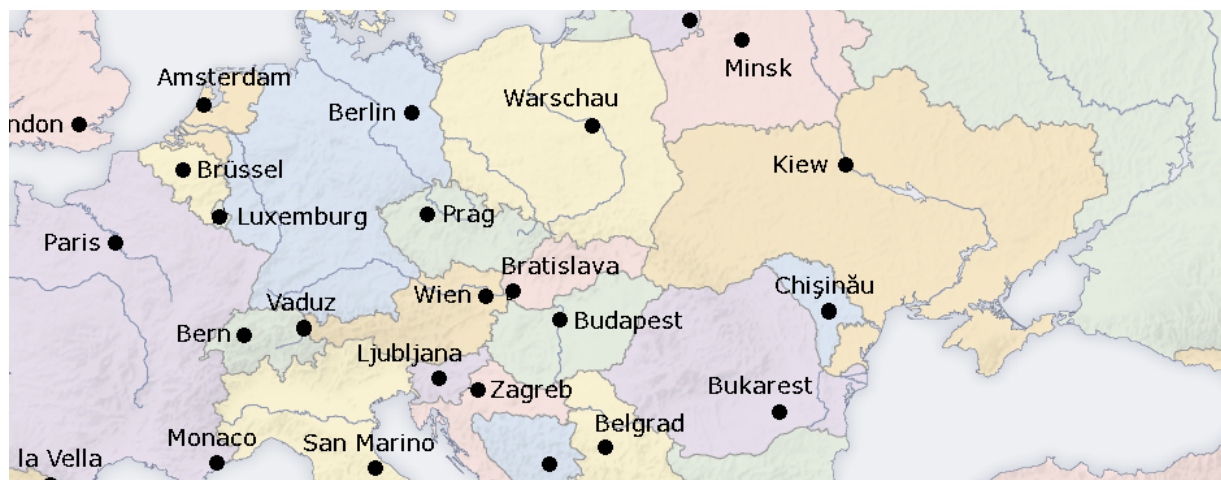 Minsk
Amsterdam
Warschau
Berlin
ndon
Kiew
Brüssel
Luxemburg
Prag
Paris
Bratislava
Chişinău
Wien
Vaduz
Budapest
Bern
Ljubljana
Bukarest
Zagreb
Belgrad
Monaco
San Marino
la Vella